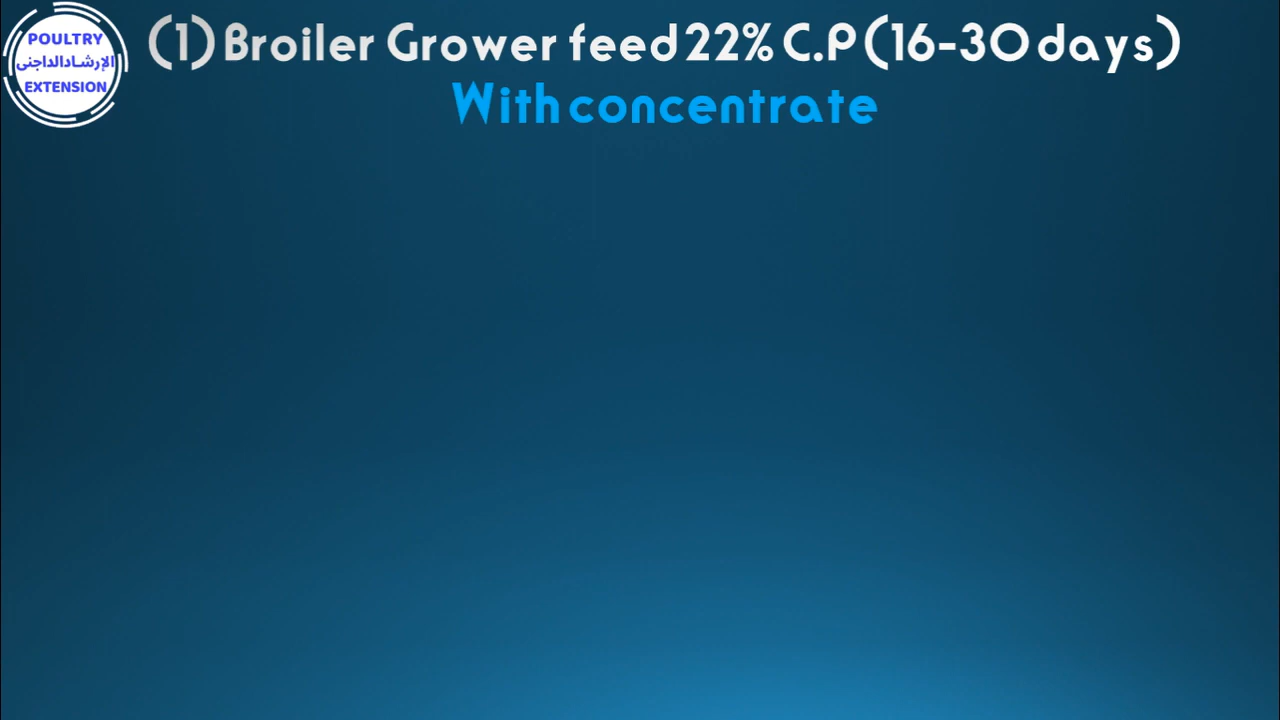 POULTRY
الإرشادالداجنى
EXTENSION
(1) Broiler Grower feed 22% C.P (16-30 days)
With concentrate